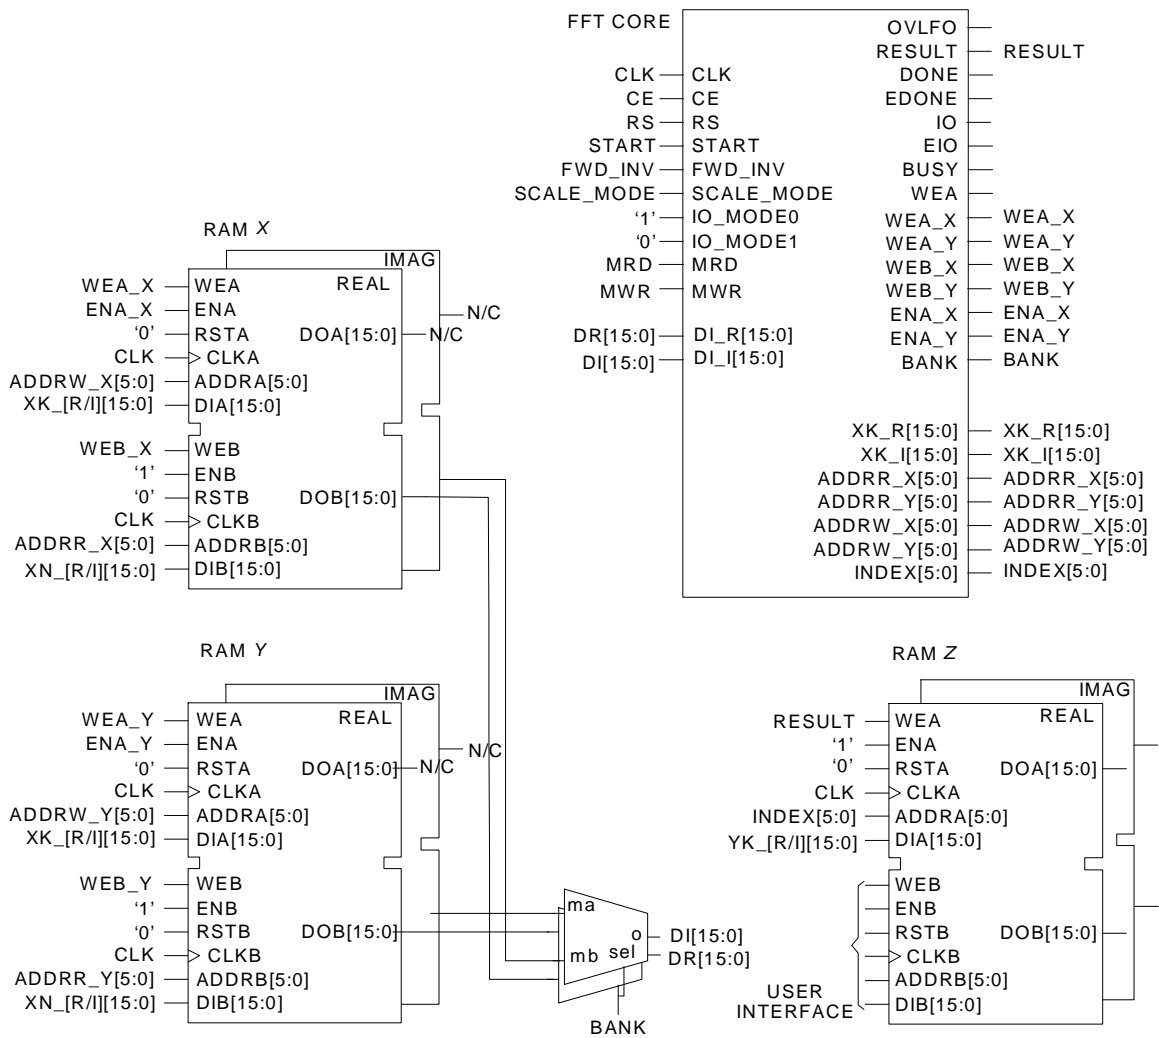 FFT CORE
OVLFO
RESULT RESULT
CLK CLK DONE
CE CE EDONE
RS RS IO
START START EIO
FWD_INV FWD_INV BUSY
SCALE_MODE SCALE_MODE WEA
‘1’ IO_MODE0 WEA_X WEA_X
‘0’ IO_MODE1 WEA_Y WEA_Y
MRD MRD WEB_X WEB_X
MWR MWR WEB_Y WEB_Y
ENA_X ENA_X
DR[15:0] DI_R[15:0] ENA_Y ENA_Y
DI[15:0] DI_I[15:0] BANK BANK
XK_R[15:0] XK_R[15:0]
XK_I[15:0] XK_I[15:0]
ADDRR_X[5:0] ADDRR_X[5:0]
ADDRR_Y[5:0] ADDRR_Y[5:0]
ADDRW_X[5:0] ADDRW_X[5:0]
ADDRW_Y[5:0] ADDRW_Y[5:0]
INDEX[5:0] INDEX[5:0]
RAM X
IMAG
WEA_X WEA REAL
ENA_X ENA N/C
‘0’ RSTA DOA[15:0] N/C
CLK CLKA
ADDRW_X[5:0] ADDRA[5:0]
XK_[R/I][15:0] DIA[15:0]
WEB_X WEB
‘1’ ENB
‘0’ RSTB DOB[15:0]
CLK CLKB
ADDRR_X[5:0] ADDRB[5:0]
XN_[R/I][15:0] DIB[15:0]
RAM Y
IMAG
WEA_Y WEA REAL
ENA_Y ENA N/C
‘0’ RSTA DOA[15:0] N/C
CLK CLKA
ADDRW_Y[5:0] ADDRA[5:0]
XK_[R/I][15:0] DIA[15:0]
WEB_Y WEB
‘1’ ENB
‘0’ RSTB DOB[15:0]
CLK CLKB
ADDRR_Y[5:0] ADDRB[5:0]
XN_[R/I][15:0] DIB[15:0]
ma
o DI[15:0]
mb sel DR[15:0]
BANK
RAM Z
IMAG
RESULT WEA REAL
‘1’ ENA
‘0’ RSTA DOA[15:0]
CLK CLKA
INDEX[5:0] ADDRA[5:0]
YK_[R/I][15:0] DIA[15:0]
WEB
ENB
RSTB DOB[15:0]
CLKB
ADDRB[5:0]
DIB[15:0]
USER
INTERFACE